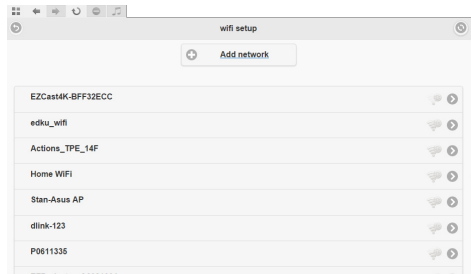 wifi setup
Add network
EZCast4K-BFF32ECC
edku_wifi
Actions_TPE_14F
Home WiFi
Stan-Asus AP
dlink-123
P0611335